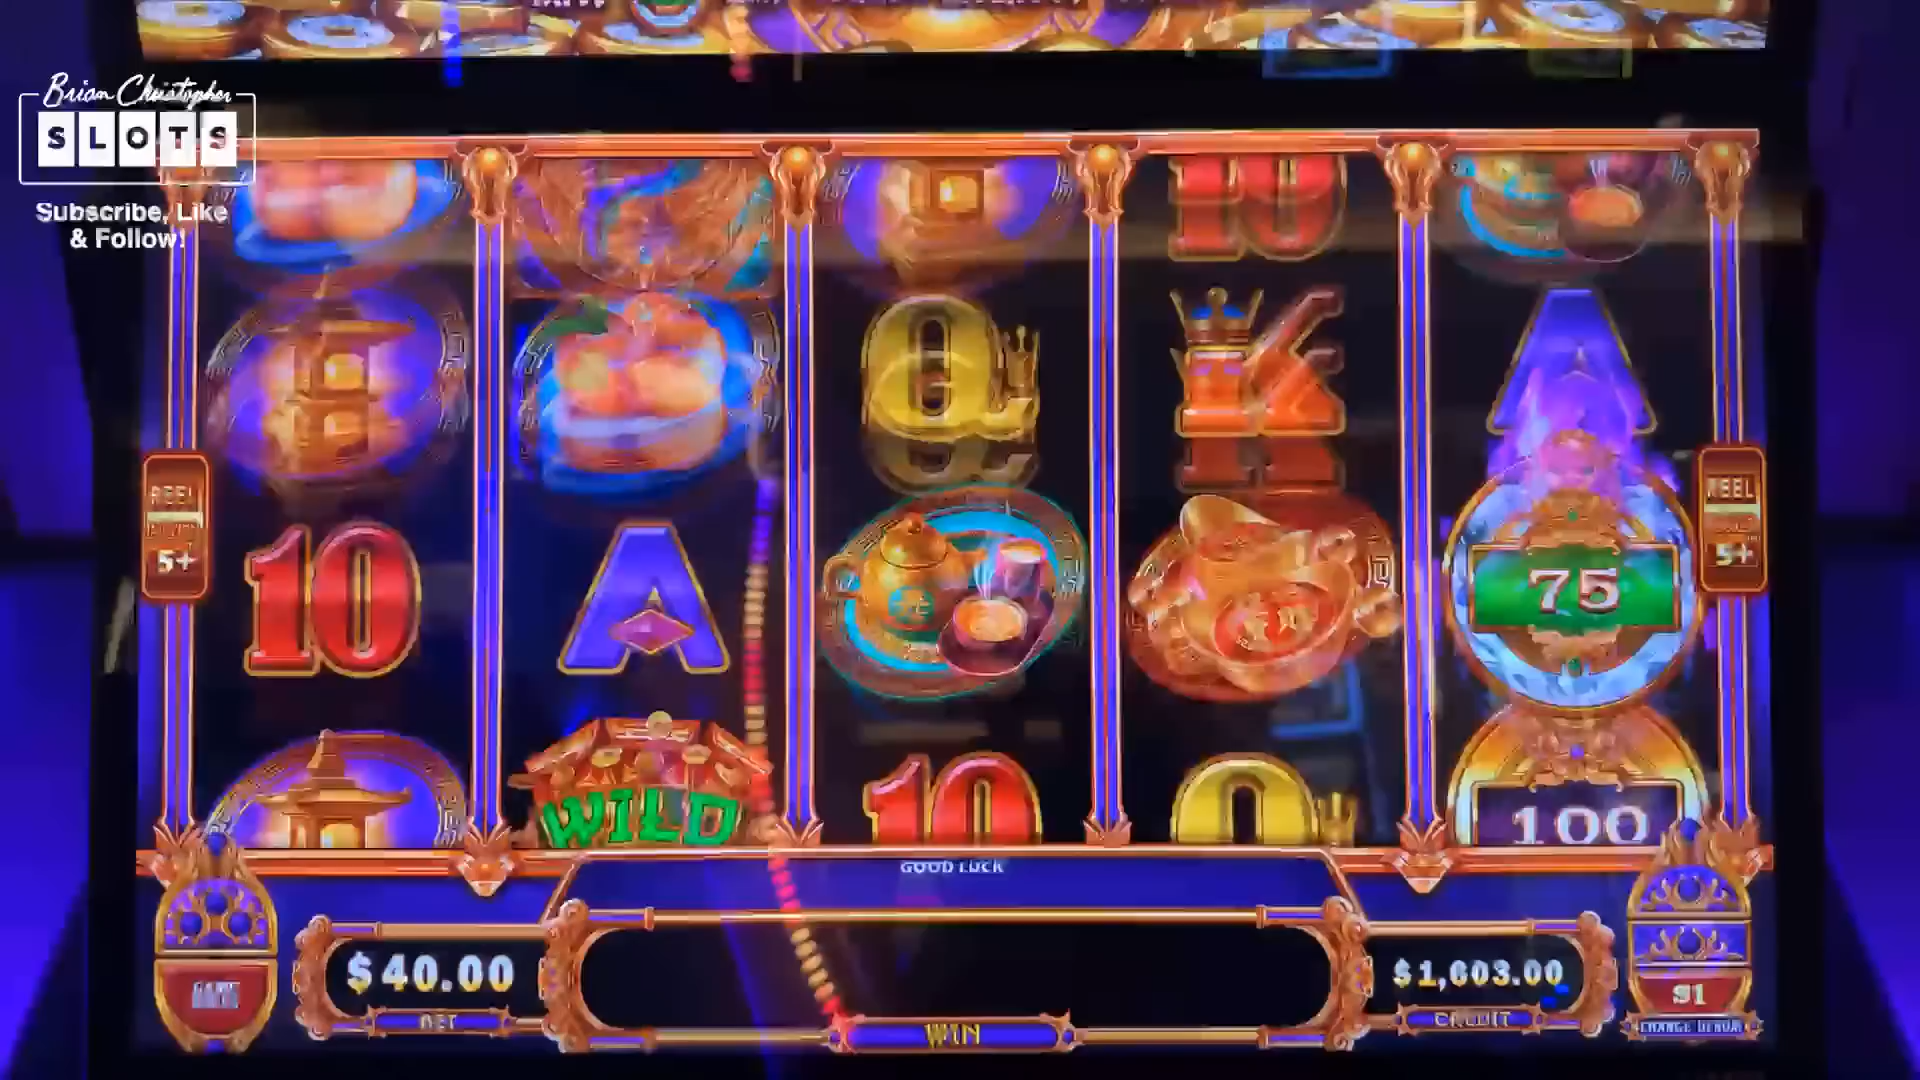 Brian Christopher
SLOTS
Subscribe, Like
& Follow!
10
Q
K
A
REEL
5+
REEL
5+
10
A
75
WILD
10
Q
100
GOOD LUCK
$40.00
BET
WIN
$1,603.00
CREDIT
GAME
$1
CHANGE DENOM